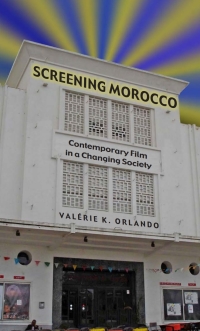 SCREENING MOROCCO
Contemporary Film
in a Changing Society
VALÉRIE K. ORLANDO